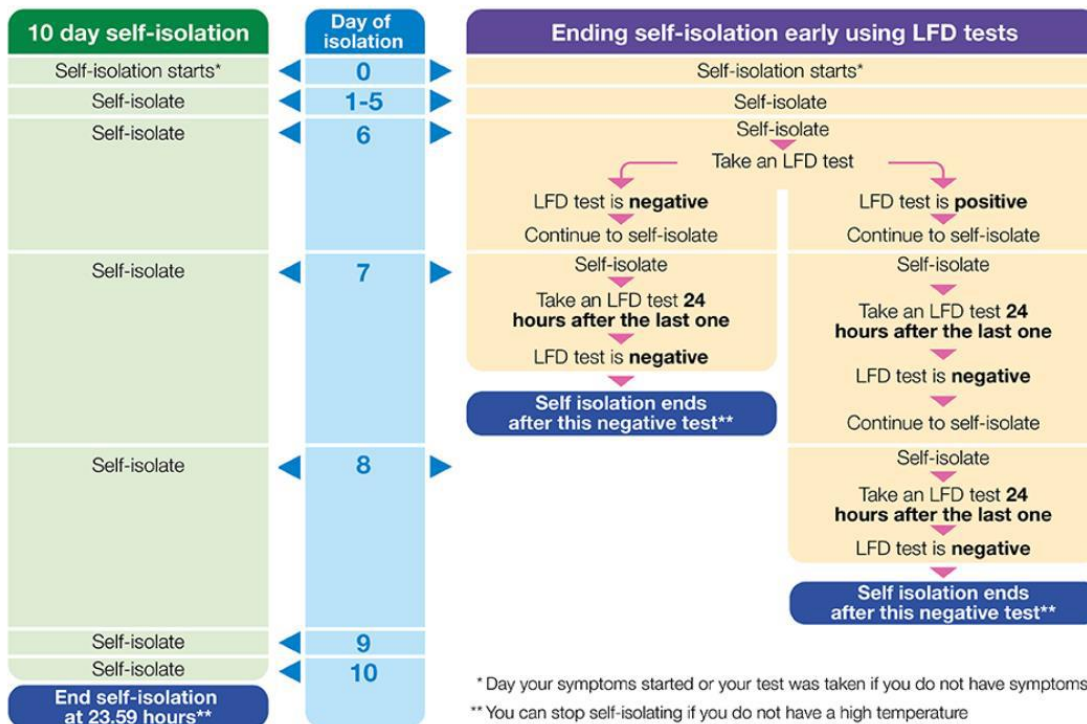 10 day self-isolation
Self-isolation starts*
Self-isolate
Self-isolate
Self-isolate
Self-isolate
Self-isolate
Self-isolate
End self-isolation
at 23.59 hours**
Day of
isolation
0
1-5
6
7
8
9
10
Ending self-isolation early using LFD tests
Self-isolation starts*
Self-isolate
Self-isolate
Take an LFD test
LFD test is negative
Continue to self-isolate
Self-isolate
Take an LFD test 24
hours after the last one
LFD test is negative
Self isolation ends
after this negative test**
LFD test is positive
Continue to self-isolate
Self-isolate
Take an LFD test 24
hours after the last one
LFD test is negative
Continue to self-isolate
Self-isolate
Take an LFD test 24
hours after the last one
LFD test is negative
Self isolation ends
after this negative test**
* Day your symptoms started or your test was taken if you do not have symptoms
** You can stop self-isolating if you do not have a high temperature